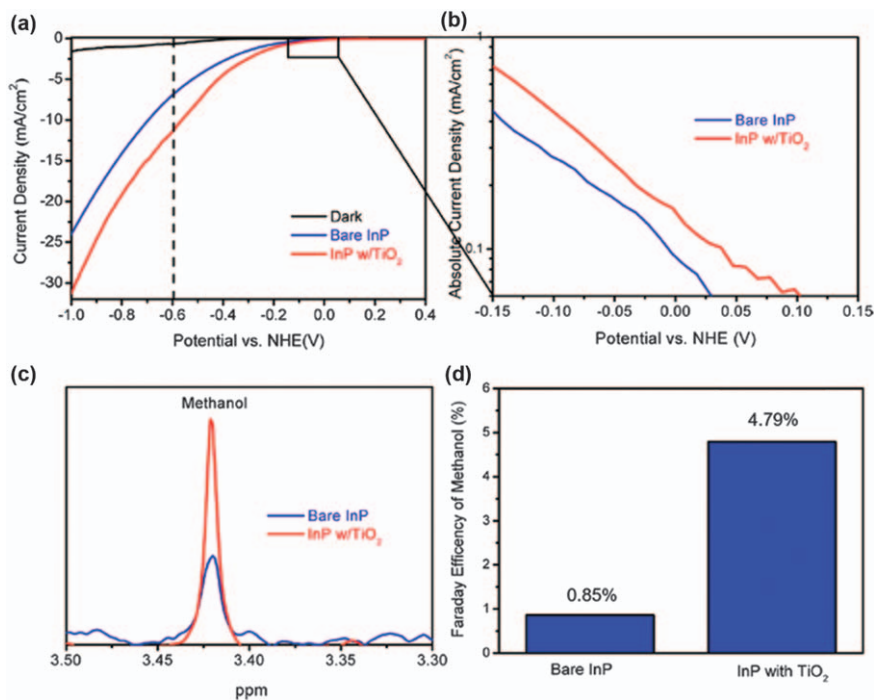 (a)
0
-5
-10
-15
-20
-25
-30
Current Density (mA/cm²)
Dark
Bare InP
InP w/TiO₂
-1.0 -0.8 -0.6 -0.4 -0.2 0.0 0.2 0.4
Potential vs. NHE(V)
(b)
1
0.1
Absolute Current Density (mA/cm²)
Bare InP
InP w/TiO₂
-0.15 -0.10 -0.05 0.00 0.05 0.10 0.15
Potential vs. NHE (V)
(c)
Methanol
Bare InP
InP w/TiO₂
3.50 3.45 3.40 3.35 3.30
ppm
(d)
6
5
4
3
2
1
0
Faraday Efficency of Methanol (%)
4.79%
0.85%
Bare InP InP with TiO₂